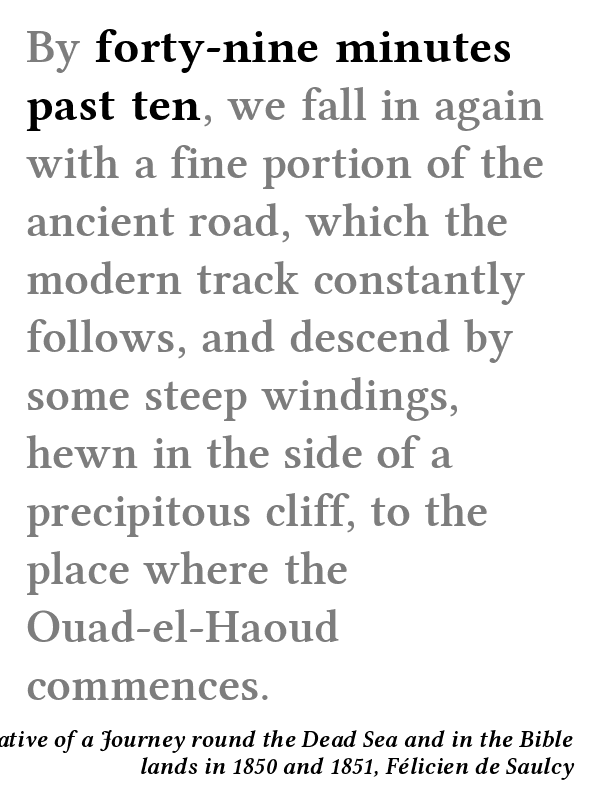 By forty-nine minutes
past ten, we fall in again
with a fine portion of the
ancient road, which the
modern track constantly
follows, and descend by
some steep windings,
hewn in the side of a
precipitous cliff, to the
place where the
Ouad-el-Haoud
commences.
of a Journey round the Dead Sea and in the Bible
lands in 1850 and 1851, Félicien de Saulcy